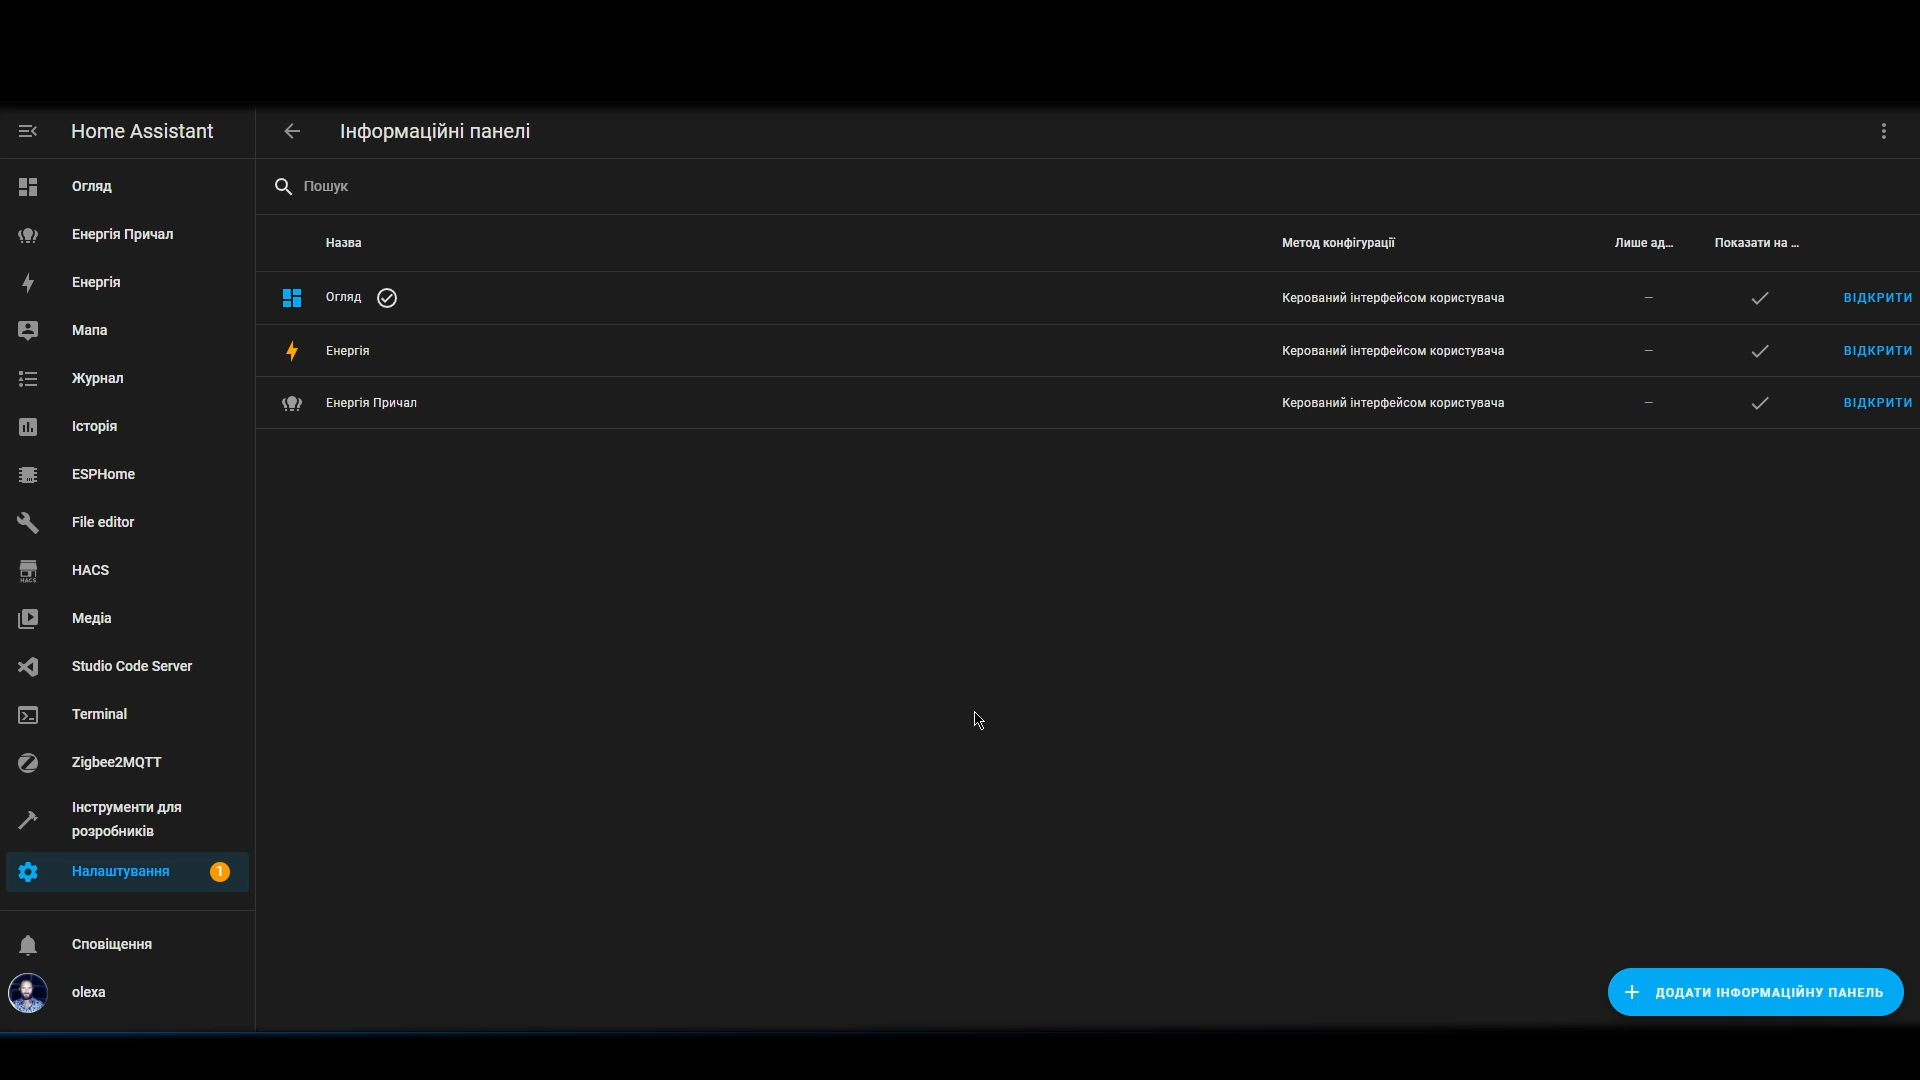 Home Assistant
Огляд
Енергія Причал
Енергія
Мапа
Журнал
Історія
ESPHome
File editor
HACS
Медіа
Studio Code Server
Terminal
Zigbee2MQTT
Інструменти для
розробників
Налаштування 1
Сповіщення
olexa
Інформаційні панелі
Пошук
Назва Метод конфігурації Лише ад... Показати на ...
Огляд Керований інтерфейсом користувача – ВІДКРИТИ
Енергія Керований інтерфейсом користувача – ВІДКРИТИ
Енергія Причал Керований інтерфейсом користувача – ВІДКРИТИ
ДОДАТИ ІНФОРМАЦІЙНУ ПАНЕЛЬ